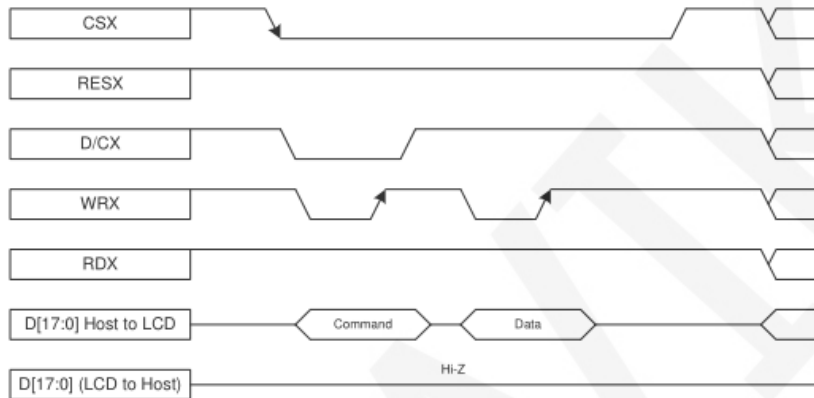 CSX
RESX
D/CX
WRX
RDX
D[17:0] Host to LCD
Command
Data
D[17:0] (LCD to Host)
Hi-Z